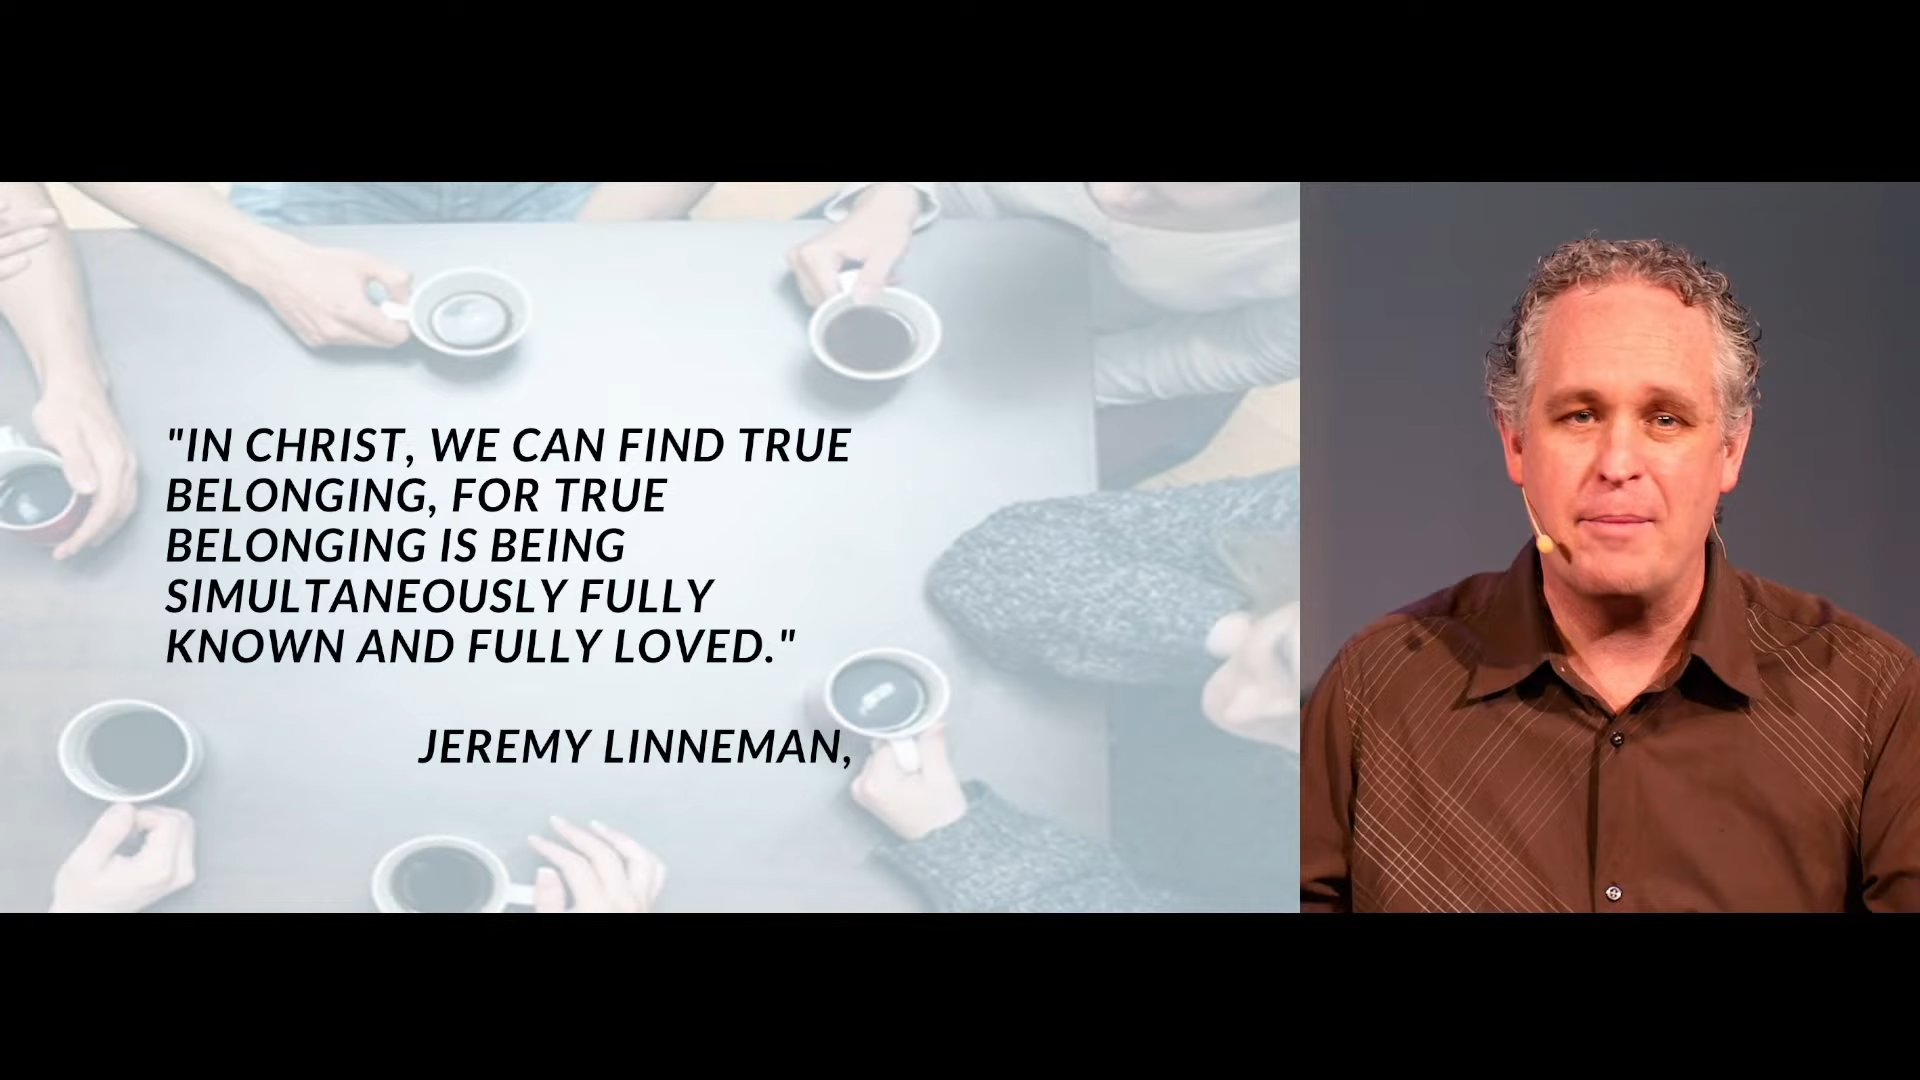 "IN CHRIST, WE CAN FIND TRUE
BELONGING, FOR TRUE
BELONGING IS BEING
SIMULTANEOUSLY FULLY
KNOWN AND FULLY LOVED."
JEREMY LINNEMAN,